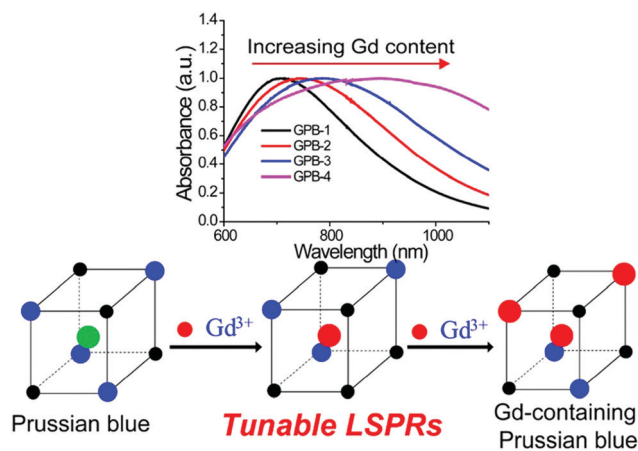 Increasing Gd content
Absorbance (a.u.)
1.4
1.2
1.0
0.8
0.6
0.4
0.2
0.0
GPB-1
GPB-2
GPB-3
GPB-4
600
800
1000
Wavelength (nm)
Gd3+
Gd3+
Prussian blue
Tunable LSPRs
Gd-containing
Prussian blue